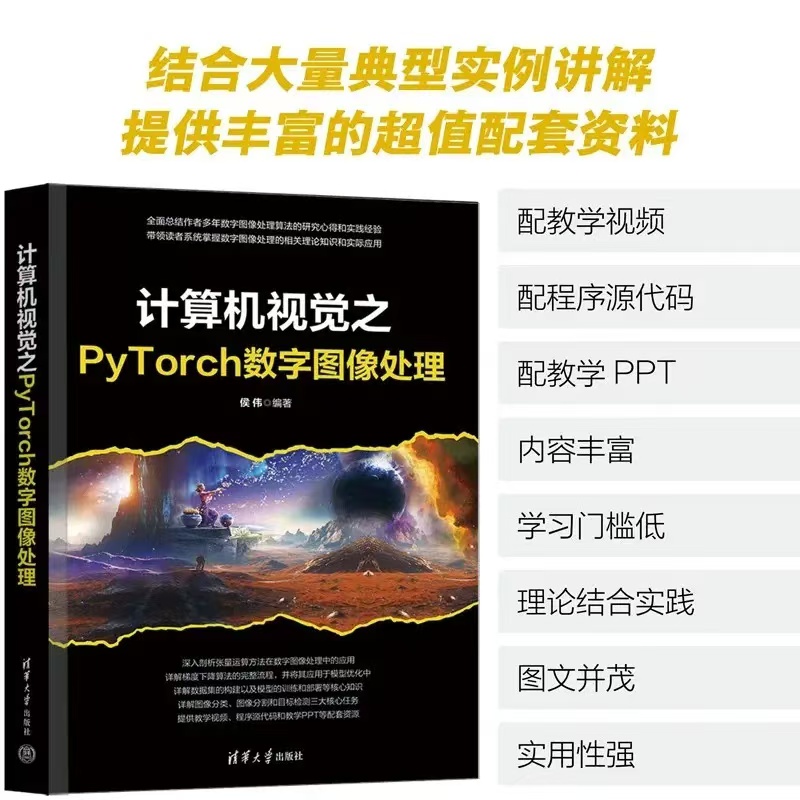 结合大量典型实例讲解
提供丰富的超值配套资料
全面总结作者多年数字图像处理算法的研究心得和实践经验
带领读者系统掌握数字图像处理的相关理论知识和实际应用
计算机视觉之
PyTorch数字图像处理
侯 伟◎编著
深入剖析张量运算方法在数字图像处理中的应用
详解梯度下降算法的完整流程，并将其应用于模型优化中
详解数据集的构建以及模型的训练和部署等核心知识
详解图像分类、图像分割和目标检测三大核心任务
提供教学视频、程序源代码和教学PPT等配套资源
清华大学出版社
计算机视觉之PyTorch数字图像处理
清华大学出版社
配教学视频
配程序源代码
配教学 PPT
内容丰富
学习门槛低
理论结合实践
图文并茂
实用性强